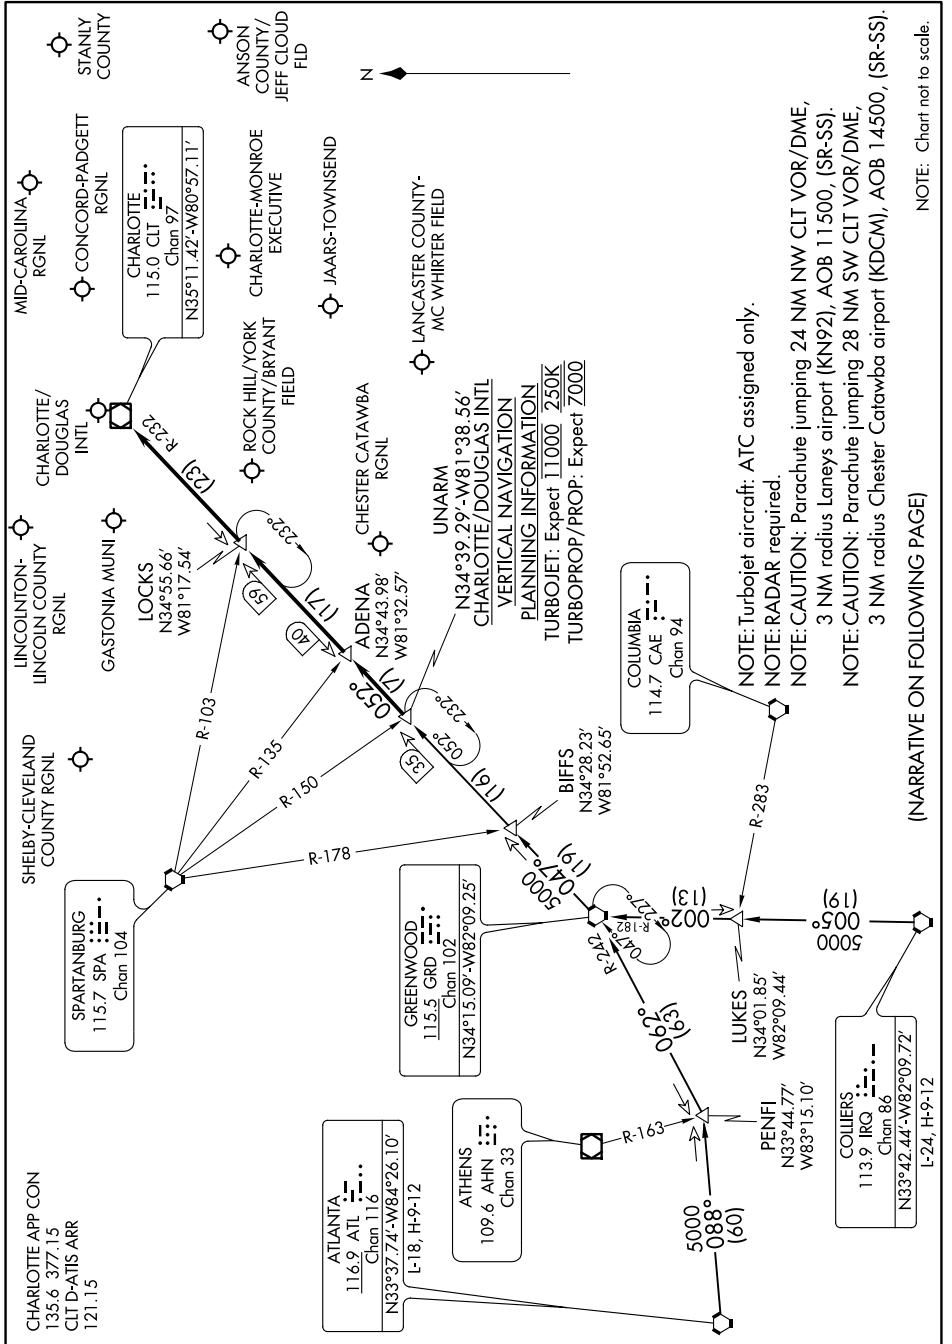 CHARLOTTE APP CON
135.6 377.15
CLT D-ATIS ARR
121.15
SHELBY-CLEVELAND
COUNTY RGNL
LINCOLNTON-
LINCOLN COUNTY
RGNL
GASTONIA MUNI
CHARLOTTE/
DOUGLAS
INTL
MID-CAROLINA
RGNL
CONCORD-PADGETT
RGNL
STANLY
COUNTY
ANSON
COUNTY/
JEFF CLOUD
FLD
CHARLOTTE
115.0 CLT
Chan 97
N35°11.42'-W80°57.11'
CHARLOTTE-MONROE
EXECUTIVE
JAARS-TOWNSEND
LANCASTER COUNTY-
MC WHIRTER FIELD
ROCK HILL/YORK
COUNTY/BRYANT
FIELD
CHESTER CATAWBA
RGNL
N
R-232
(23)
LOCKS
N34°55.66'
W81°17.54'
232°
59
(17)
40
ADENA
N34°43.98'
W81°32.57'
052°
(7)
UNARM
N34°39.29'-W81°38.56'
CHARLOTTE/DOUGLAS INTL
VERTICAL NAVIGATION
PLANNING INFORMATION
TURBOJET: Expect 11000 250K
TURBOPROP/PROP: Expect 7000
232°
052°
35
(16)
SPARTANBURG
115.7 SPA
Chan 104
R-103
R-135
R-150
R-178
BIFFS
N34°28.23'
W81°52.65'
5000
047°
(19)
GREENWOOD
115.5 GRD
Chan 102
N34°15.09'-W82°09.25'
R-242
047°
227°
R-182
002°
(13)
COLUMBIA
114.7 CAE
Chan 94
R-283
LUKES
N34°01.85'
W82°09.44'
5000
005°
(19)
COLLIERS
113.9 IRQ
Chan 86
N33°42.44'-W82°09.72'
L-24, H-9-12
062°
(63)
PENFI
N33°44.77'
W83°15.10'
ATHENS
109.6 AHN
Chan 33
R-163
ATLANTA
116.9 ATL
Chan 116
N33°37.74'-W84°26.10'
L-18, H-9-12
5000
088°
(60)
NOTE: Turbojet aircraft: ATC assigned only.
NOTE: RADAR required.
NOTE: CAUTION: Parachute jumping 24 NM NW CLT VOR/DME,
3 NM radius Laneys airport (KN92), AOB 11500, (SR-SS).
NOTE: CAUTION: Parachute jumping 28 NM SW CLT VOR/DME,
3 NM radius Chester Catawba airport (KDCM), AOB 14500, (SR-SS).
(NARRATIVE ON FOLLOWING PAGE)
NOTE: Chart not to scale.